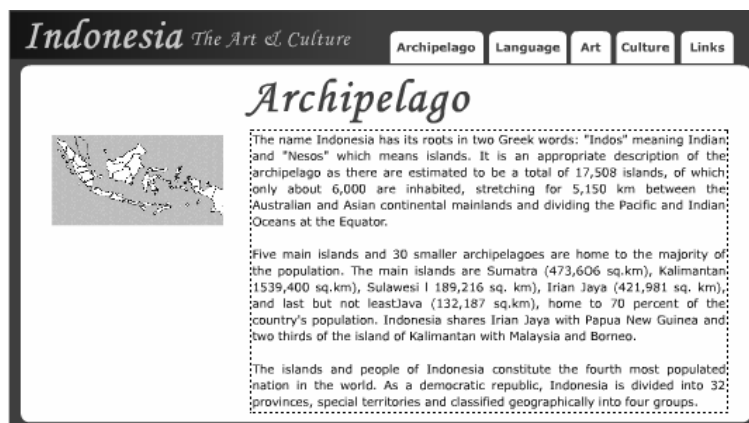 Indonesia The Art & Culture
Archipelago Language Art Culture Links
Archipelago
The name Indonesia has its roots in two Greek words: "Indos" meaning Indian
and "Nesos" which means islands. It is an appropriate description of the
archipelago as there are estimated to be a total of 17,508 islands, of which
only about 6,000 are inhabited, stretching for 5,150 km between the
Australian and Asian continental mainlands and dividing the Pacific and Indian
Oceans at the Equator.
Five main islands and 30 smaller archipelagoes are home to the majority of
the population. The main islands are Sumatra (473,6O6 sq.km), Kalimantan
1539,400 sq.km), Sulawesi l 189,216 sq. km), Irian Jaya (421,981 sq. km),
and last but not leastJava (132,187 sq.km), home to 70 percent of the
country's population. Indonesia shares Irian Jaya with Papua New Guinea and
two thirds of the island of Kalimantan with Malaysia and Borneo.
The islands and people of Indonesia constitute the fourth most populated
nation in the world. As a democratic republic, Indonesia is divided into 32
provinces, special territories and classified geographically into four groups.